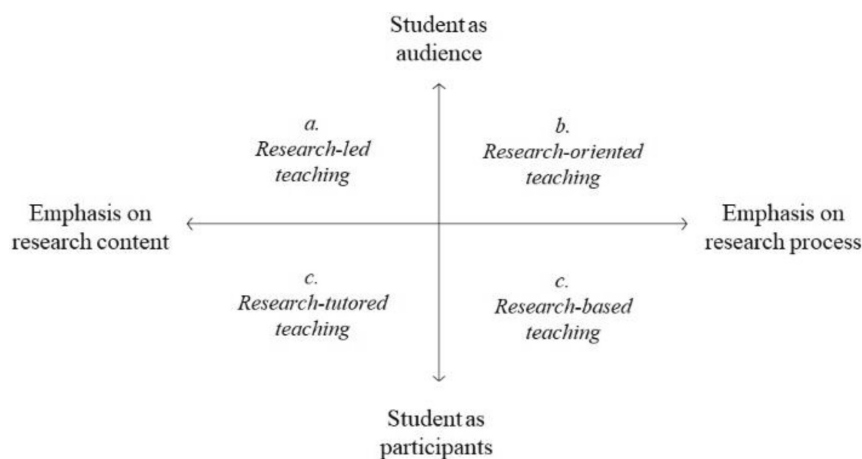 Student as
audience
a.
Research-led
teaching
b.
Research-oriented
teaching
Emphasis on
research content
Emphasis on
research process
c.
Research-tutored
teaching
c.
Research-based
teaching
Student as
participants